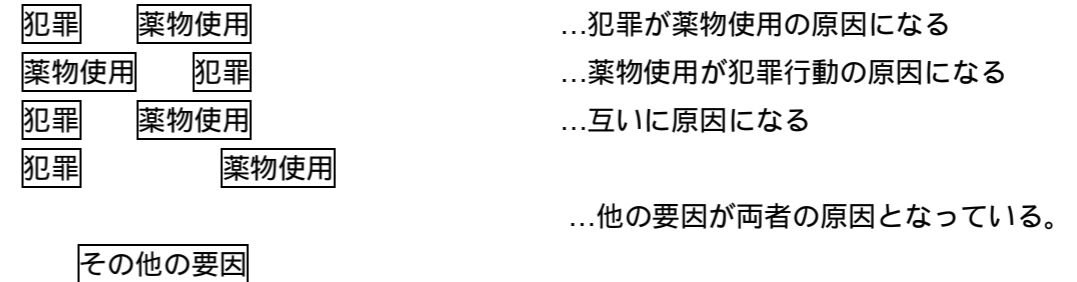 犯罪 薬物使用 …犯罪が薬物使用の原因になる
薬物使用 犯罪 …薬物使用が犯罪行動の原因になる
犯罪 薬物使用 …互いに原因になる
犯罪 薬物使用
…他の要因が両者の原因となっている。
その他の要因